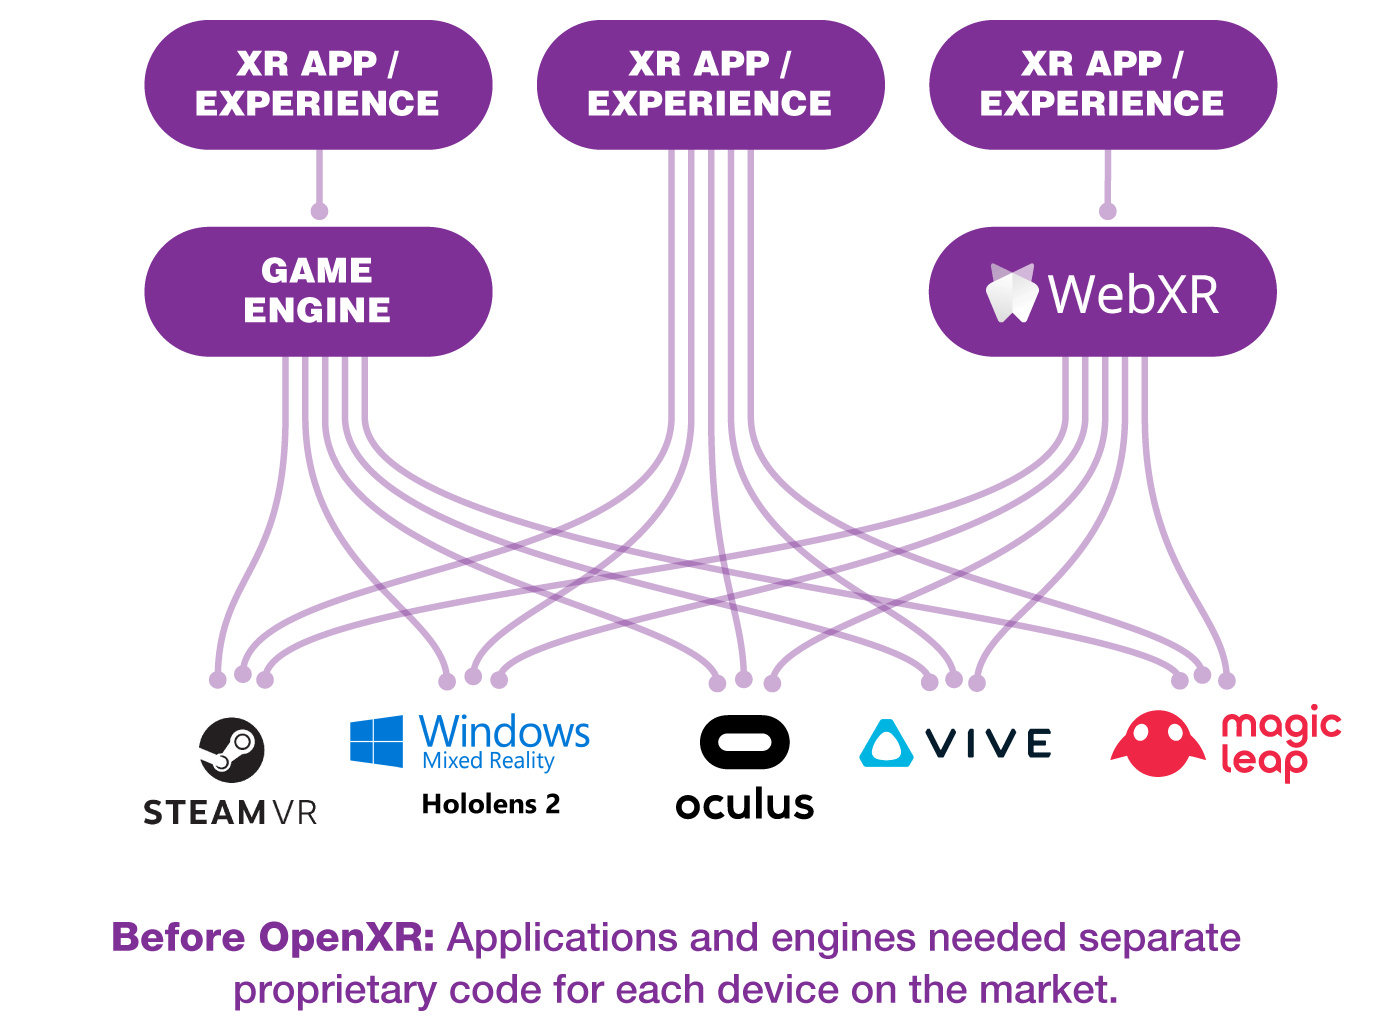 XR APP /
EXPERIENCE
XR APP /
EXPERIENCE
XR APP /
EXPERIENCE
GAME
ENGINE
WebXR
STEAMVR
Windows
Mixed Reality
Hololens 2
oculus
VIVE
magic
leap
Before OpenXR: Applications and engines needed separate
proprietary code for each device on the market.